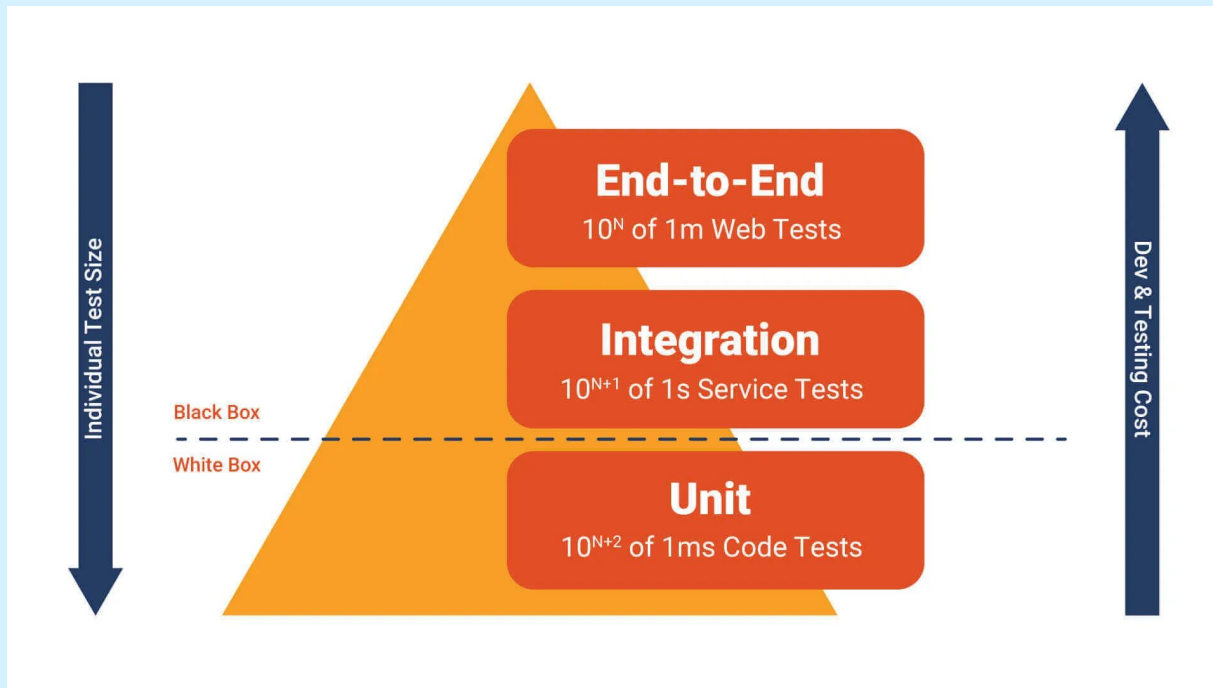 Individual Test Size
End-to-End
10ᴺ of 1m Web Tests
Integration
10ᴺ⁺¹ of 1s Service Tests
Black Box
White Box
Unit
10ᴺ⁺² of 1ms Code Tests
Dev & Testing Cost